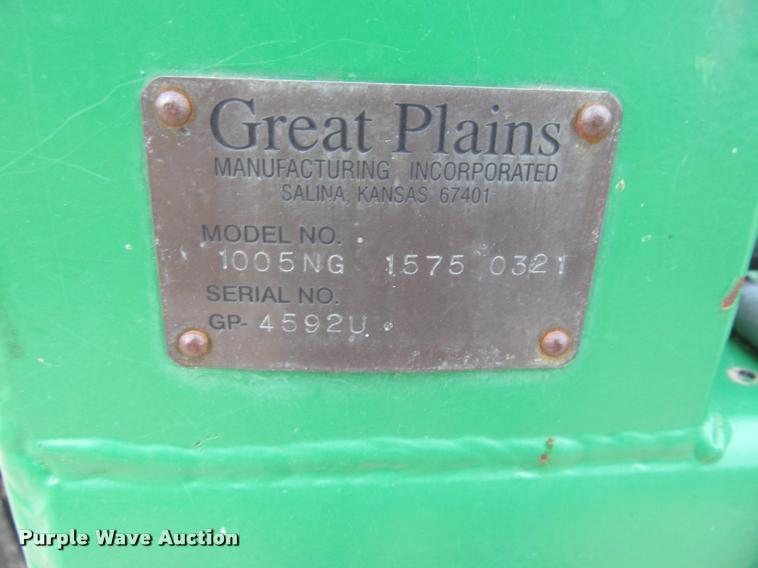 Great Plains
MANUFACTURING INCORPORATED
SALINA, KANSAS 67401
MODEL NO.
1005NG 1575 0321
SERIAL NO.
GP- 4592U
Purple Wave Auction